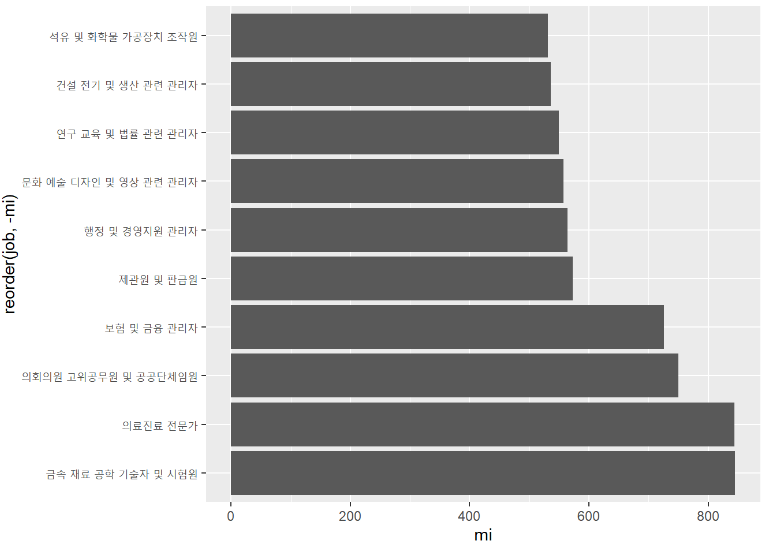 석유 및 화학물 가공장치 조작원
건설 전기 및 생산 관련 관리자
연구 교육 및 법률 관련 관리자
문화 예술 디자인 및 영상 관련 관리자
행정 및 경영지원 관리자
제관원 및 판금원
보험 및 금융 관리자
의회의원 고위공무원 및 공공단체임원
의료진료 전문가
금속 재료 공학 기술자 및 시험원
reorder(job, -mi)
0 200 400 600 800
mi